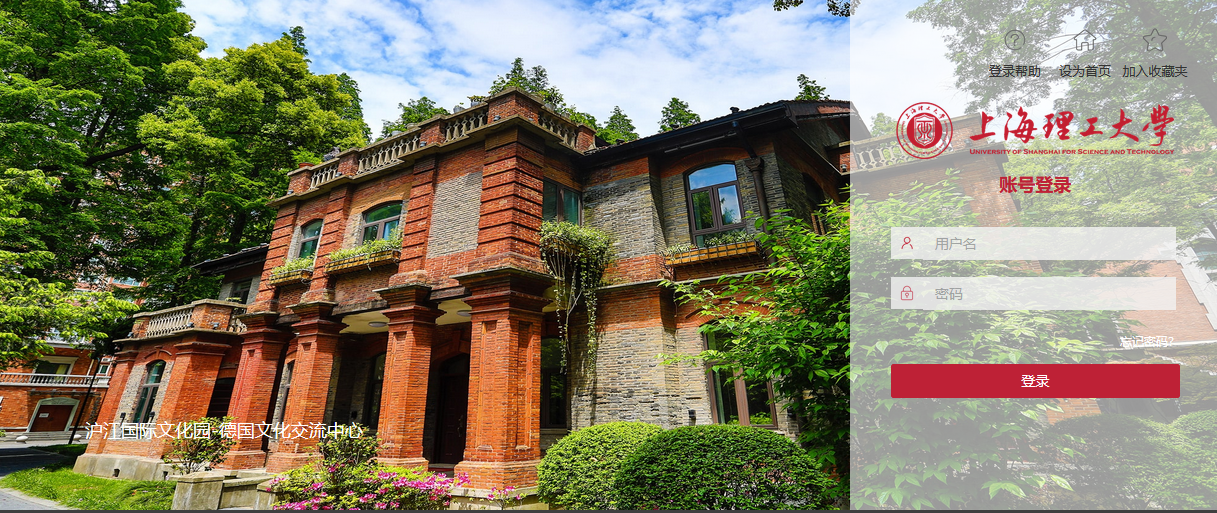 登录帮助 设为首页 加入收藏夹
上海理工大学
UNIVERSITY OF SHANGHAI FOR SCIENCE AND TECHNOLOGY
账号登录
用户名
密码
忘记密码?
登录
沪江国际文化园-德国文化交流中心